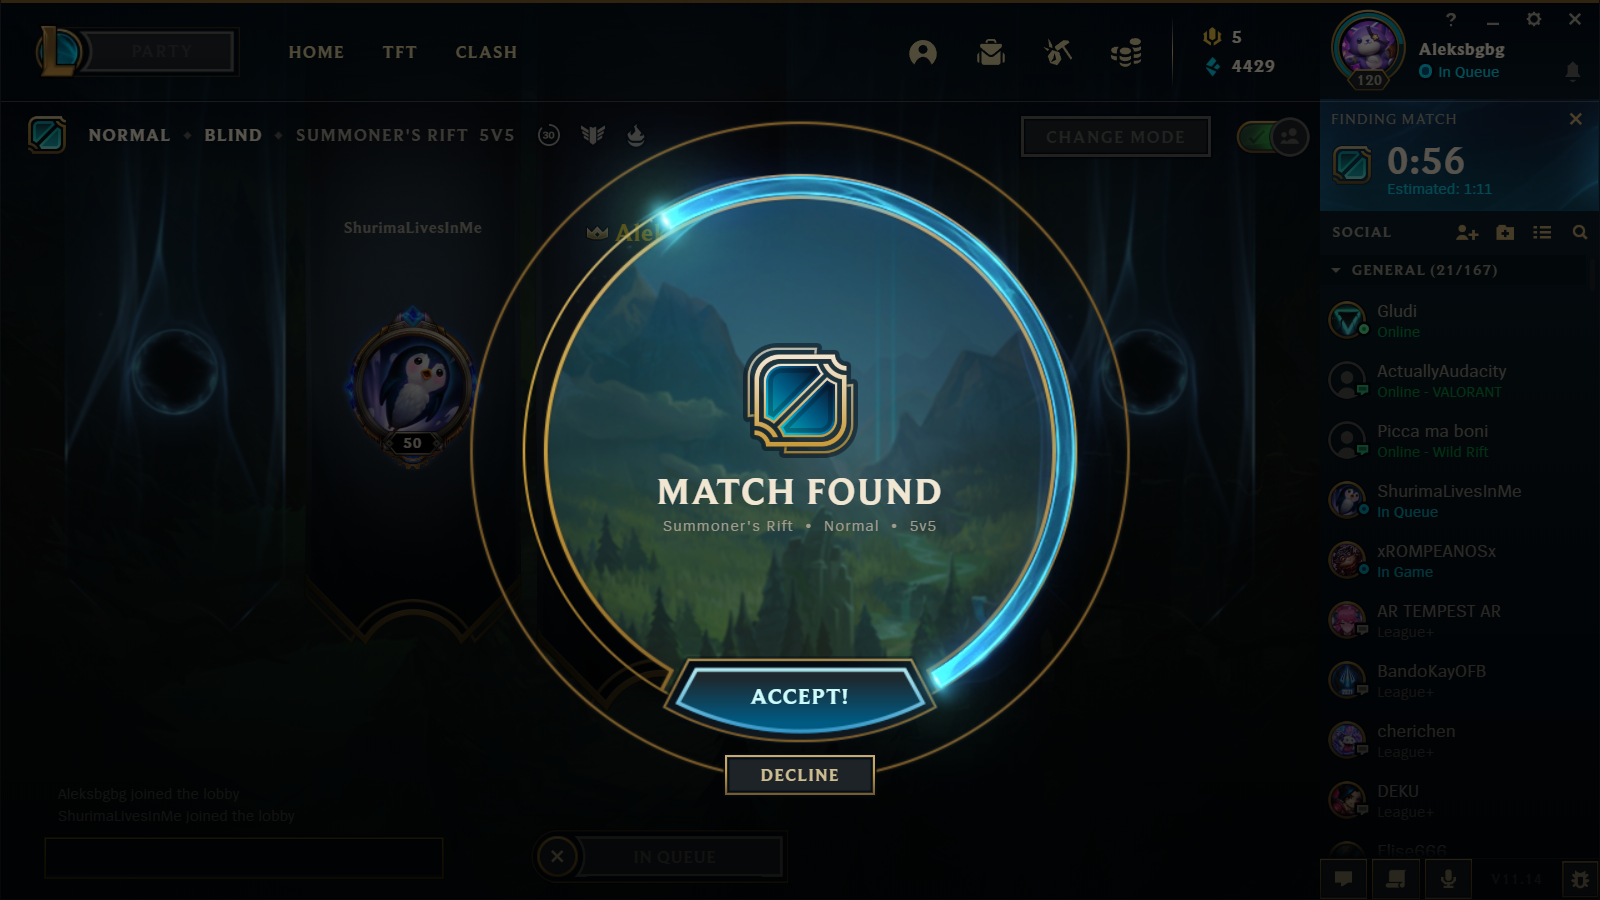 PARTY
HOME
TFT
CLASH
5
4429
?
Aleksbgbg
In Queue
120
NORMAL
BLIND
SUMMONER'S RIFT 5V5
30
CHANGE MODE
FINDING MATCH
0:56
Estimated: 1:11
SOCIAL
GENERAL (21/167)
ShurimaLivesInMe
Alek
50
MATCH FOUND
Summoner's Rift • Normal • 5v5
ACCEPT!
DECLINE
Aleksbgbg joined the lobby
ShurimaLivesInMe joined the lobby
IN QUEUE
Gludi
Online
ActuallyAudacity
Online - VALORANT
Picca ma boni
Online - Wild Rift
ShurimaLivesInMe
In Queue
xROMPEANOSx
In Game
AR TEMPEST AR
League+
BandoKayOFB
League+
cherichen
League+
DEKU
League+
Elise666
V11.14